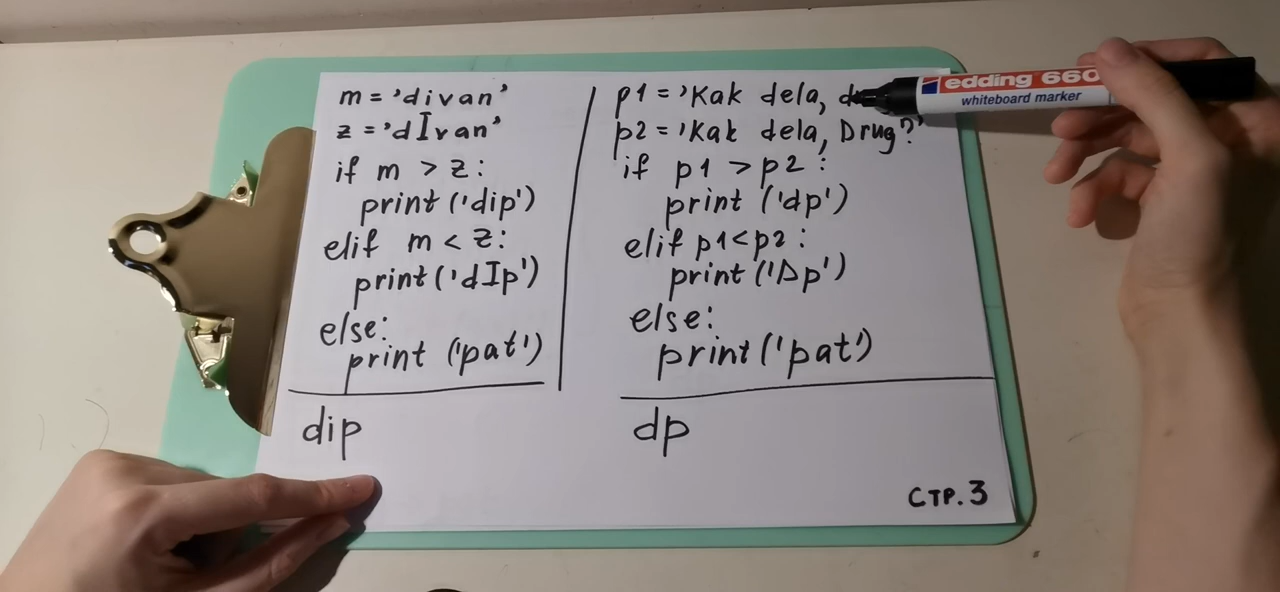 m = 'divan'
z = 'dIvan'
if m > z:
print ('dip')
elif m < z:
print ('dIp')
else:
print ('pat')
dip
p1 = 'Kak dela,
p2 = 'Kak dela, Drug?'
if p1 > p2 :
print ('dp')
elif p1 < p2 :
print ('Dp')
else:
print ('pat')
dp
СТР. 3
edding 660
whiteboard marker